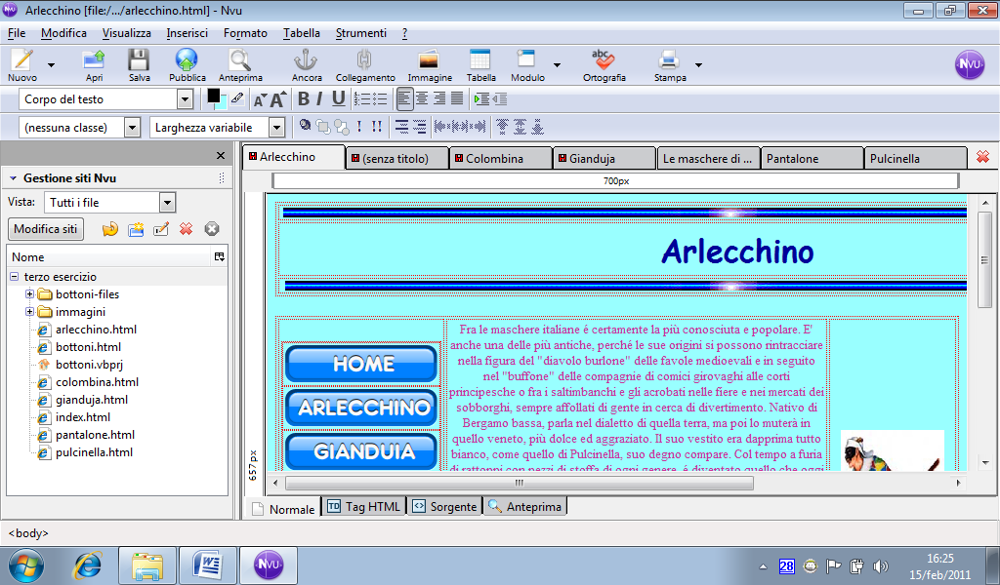 Arlecchino [file:/.../arlecchino.html] - Nvu
File Modifica Visualizza Inserisci Formato Tabella Strumenti ?
Nuovo Apri Salva Pubblica Anteprima Ancora Collegamento Immagine Tabella Modulo Ortografia Stampa
NVU
Corpo del testo
(nessuna classe) Larghezza variabile
Arlecchino (senza titolo) Colombina Gianduja Le maschere di ... Pantalone Pulcinella
700px
Gestione siti Nvu
Vista: Tutti i file
Modifica siti
Nome
terzo esercizio
bottoni-files
immagini
arlecchino.html
bottoni.html
bottoni.vbprj
colombina.html
gianduja.html
index.html
pantalone.html
pulcinella.html
657px
Arlecchino
HOME
ARLECCHINO
GIANDUIA
Fra le maschere italiane é certamente la più conosciuta e popolare. E'
anche una delle più antiche, perché le sue origini si possono rintracciare
nella figura del "diavolo burlone" delle favole medioevali e in seguito
nel "buffone" delle compagnie di comici girovaghi alle corti
principesche o fra i saltimbanchi e gli acrobati nelle fiere e nei mercati dei
sobborghi, sempre affollati di gente in cerca di divertimento. Nativo di
Bergamo bassa, parla nel dialetto di quella terra, ma poi lo muterà in
quello veneto, più dolce ed aggraziato. Il suo vestito era dapprima tutto
bianco, come quello di Pulcinella, suo degno compare. Col tempo a furia
di rattoppi con pezzi di stoffa di ogni genere, é diventato quello che oggi
Normale Tag HTML Sorgente Anteprima
<body>
28
16:25
15/feb/2011